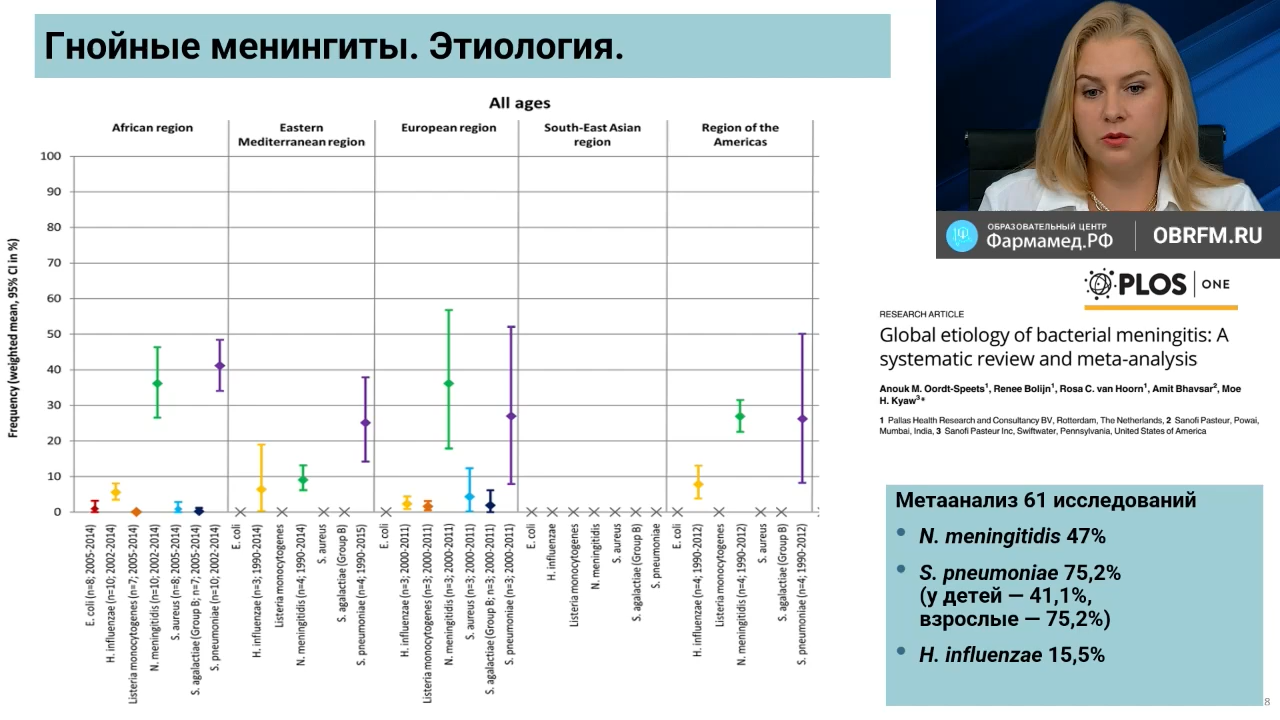 Гнойные менингиты. Этиология.
All ages
African region
Eastern
Mediterranean region
European region
South-East Asian
region
Region of the
Americas
Frequency (weighted mean, 95% CI in %)
100
90
80
70
60
50
40
30
20
10
0
E. coli (n=8; 2005-2014)
H. influenzae (n=10; 2002-2014)
Listeria monocytogenes (n=7; 2005-2014)
N. meningitidis (n=10; 2002-2014)
S. aureus (n=8; 2005-2014)
S. agalactiae (Group B; n=7; 2005-2014)
S. pneumoniae (n=10; 2002-2014)
E. coli
H. influenzae (n=3; 1990-2014)
Listeria monocytogenes
N. meningitidis (n=4; 1990-2014)
S. aureus
S. agalactiae (Group B)
S. pneumoniae (n=4; 1990-2015)
E. coli
H. influenzae (n=3; 2000-2011)
Listeria monocytogenes (n=3; 2000-2011)
N. meningitidis (n=3; 2000-2011)
S. aureus (n=3; 2000-2011)
S. agalactiae (Group B; n=3; 2000-2011)
S. pneumoniae (n=3; 2000-2011)
E. coli
H. influenzae
Listeria monocytogenes
N. meningitidis
S. aureus
S. agalactiae (Group B)
S. pneumoniae
E. coli
H. influenzae (n=4; 1990-2012)
Listeria monocytogenes
N. meningitidis (n=4; 1990-2012)
S. aureus
S. agalactiae (Group B)
S. pneumoniae (n=4; 1990-2012)
ОБРАЗОВАТЕЛЬНЫЙ ЦЕНТР
Фармамед.РФ
OBRFM.RU
PLOS ONE
RESEARCH ARTICLE
Global etiology of bacterial meningitis: A
systematic review and meta-analysis
Anouk M. Oordt-Speets1, Renee Bolijn1, Rosa C. van Hoorn1, Amit Bhavsar2, Moe
H. Kyaw3*
1 Pallas Health Research and Consultancy BV, Rotterdam, The Netherlands, 2 Sanofi Pasteur, Powai,
Mumbai, India, 3 Sanofi Pasteur Inc, Swiftwater, Pennsylvania, United States of America
Метаанализ 61 исследований
• N. meningitidis 47%
• S. pneumoniae 75,2%
(у детей — 41,1%,
взрослые — 75,2%)
• H. influenzae 15,5%
8